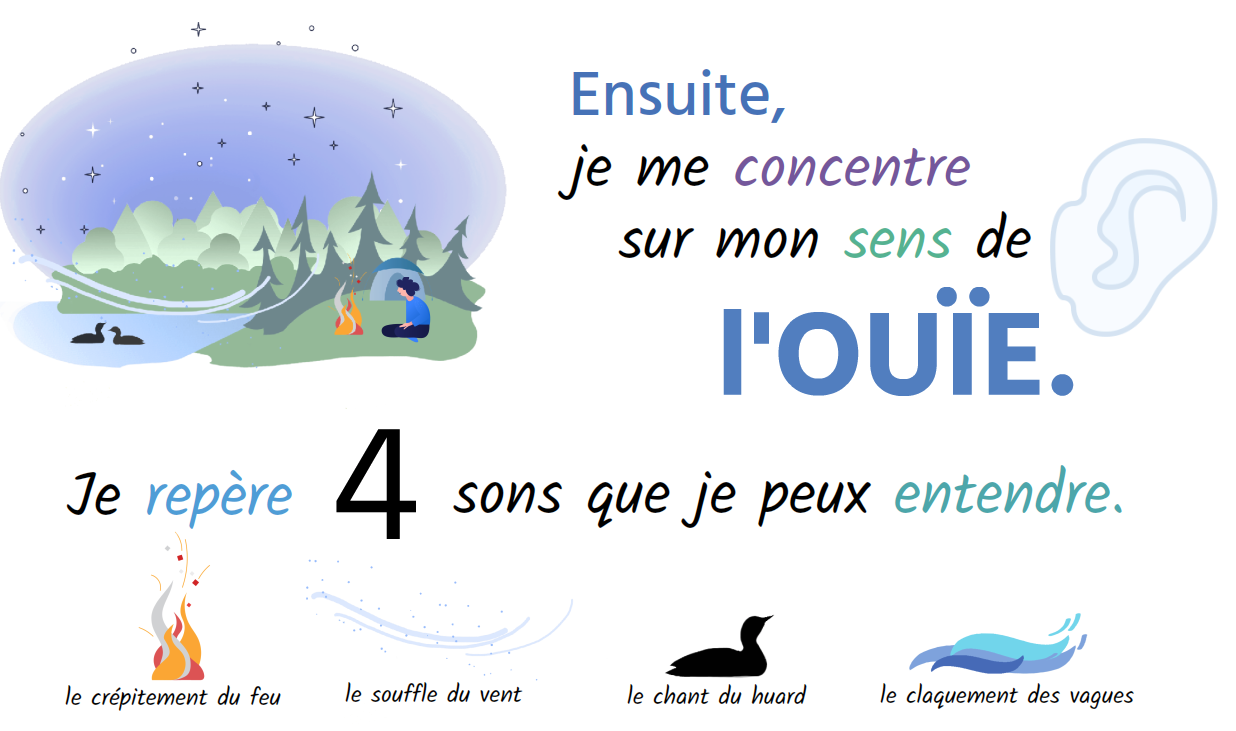 Ensuite,
je me concentre
sur mon sens de
l'OUÏE.
Je repère 4 sons que je peux entendre.
le crépitement du feu
le souffle du vent
le chant du huard
le claquement des vagues